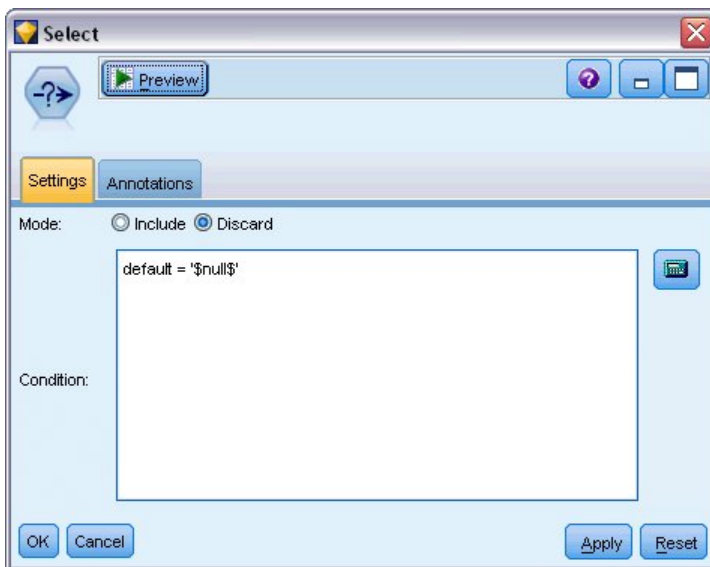 Select
Preview
Settings
Annotations
Mode: Include Discard
default = '$null$'
Condition:
OK Cancel Apply Reset